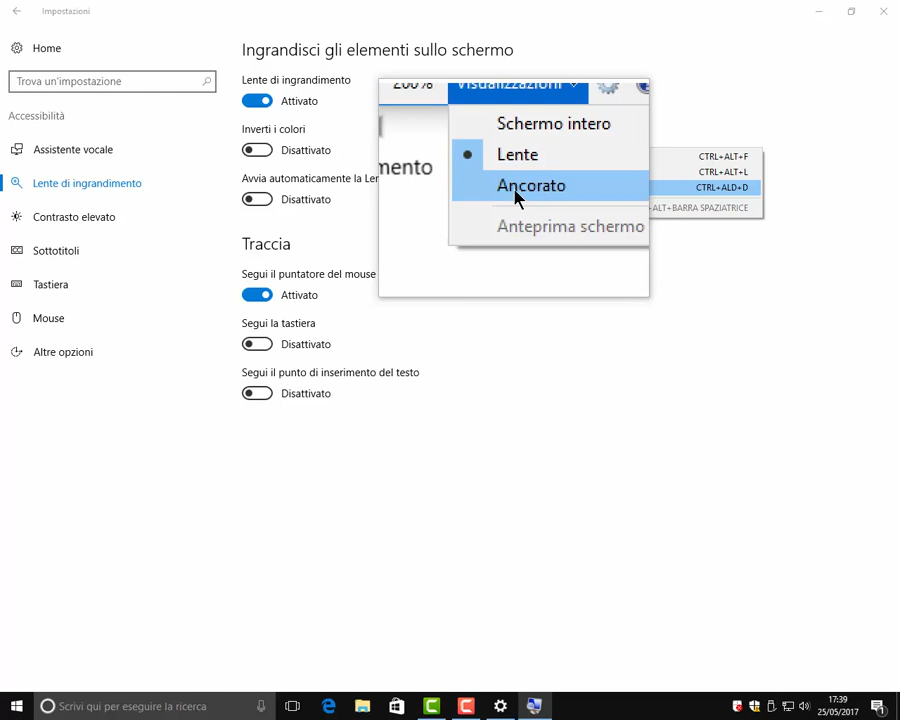 Impostazioni
Home
Trova un'impostazione
Accessibilità
Assistente vocale
Lente di ingrandimento
Contrasto elevato
Sottotitoli
Tastiera
Mouse
Altre opzioni
Ingrandisci gli elementi sullo schermo
Lente di ingrandimento
Attivato
Inverti i colori
Disattivato
Avvia automaticamente la Len
Disattivato
Traccia
Segui il puntatore del mouse
Attivato
Segui la tastiera
Disattivato
Segui il punto di inserimento del testo
Disattivato
200% Visualizzazioni
mento
Schermo intero
Lente
Ancorato
Anteprima schermo
CTRL+ALT+F
CTRL+ALT+L
CTRL+ALD+D
ALT+BARRA SPAZIATRICE
Scrivi qui per eseguire la ricerca
17:39
25/05/2017
1